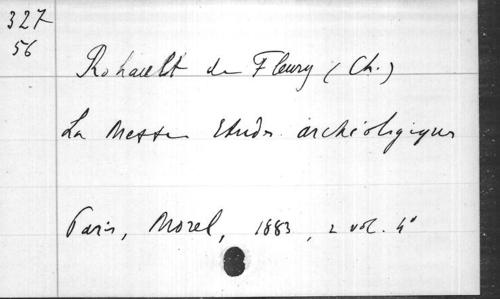 327
56
Rohault de Fleury (Ch.)
La Messe Etudes archéologiques
Paris, Morel, 1883, 2 vol. 4°